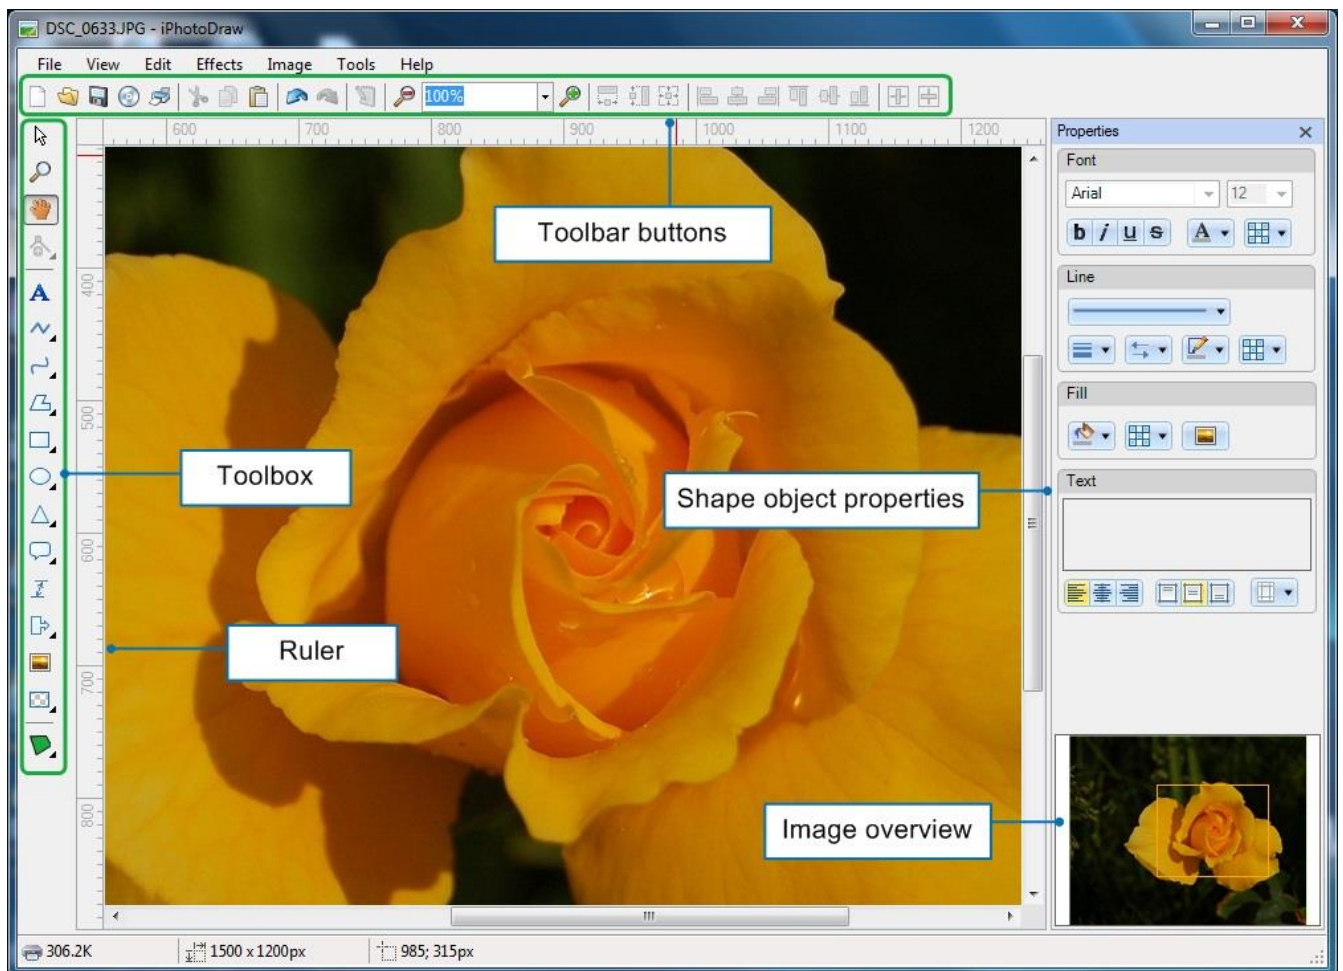 DSC_0633.JPG - iPhotoDraw
File View Edit Effects Image Tools Help
100%
600 700 800 900 1000 1100 1200
Properties
Font
Arial 12
b i u s A
Toolbar buttons
400
A
Line
500
Fill
Toolbox
Text
Shape object properties
600
Ruler
700
800
Image overview
306.2K 1500 x 1200px 985; 315px